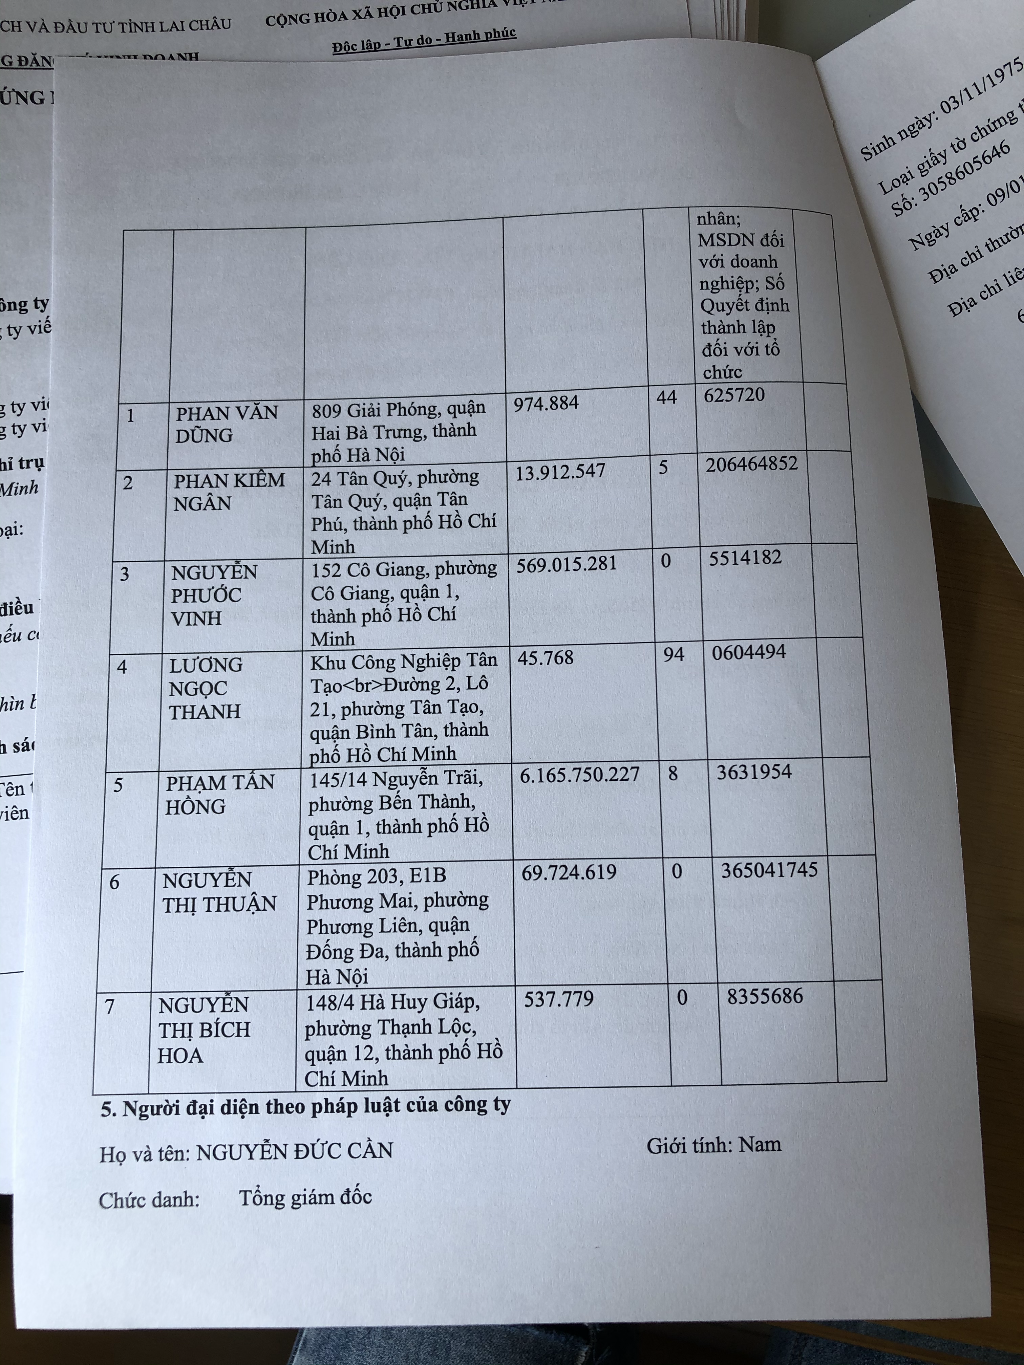 CH VÀ ĐẦU TƯ TỈNH LAI CHÂU
CỘNG HÒA XÃ HỘI CHỦ NGHĨA VIỆT
Độc lập - Tự do - Hạnh phúc
G ĐĂNG
DOANH
ỨNG
ông ty
ty viế
g ty vi
g ty vi
hỉ trụ
Minh
oại:
điều
nếu c
hìn b
h sác
Tên
viên
nhân;
MSDN đối
với doanh
nghiệp; Số
Quyết định
thành lập
đối với tổ
chức
1
PHAN VĂN
DŨNG
809 Giải Phóng, quận
Hai Bà Trưng, thành
phố Hà Nội
974.884
44
625720
2
PHAN KIÊM
NGÂN
24 Tân Quý, phường
Tân Quý, quận Tân
Phú, thành phố Hồ Chí
Minh
13.912.547
5
206464852
3
NGUYỄN
PHƯỚC
VINH
152 Cô Giang, phường
Cô Giang, quận 1,
thành phố Hồ Chí
Minh
569.015.281
0
5514182
4
LƯƠNG
NGỌC
THANH
Khu Công Nghiệp Tân
Tạo<br>Đường 2, Lô
21, phường Tân Tạo,
quận Bình Tân, thành
phố Hồ Chí Minh
45.768
94
0604494
5
PHẠM TẤN
HỒNG
145/14 Nguyễn Trãi,
phường Bến Thành,
quận 1, thành phố Hồ
Chí Minh
6.165.750.227
8
3631954
6
NGUYỄN
THỊ THUẬN
Phòng 203, E1B
Phương Mai, phường
Phương Liên, quận
Đống Đa, thành phố
Hà Nội
69.724.619
0
365041745
7
NGUYỄN
THỊ BÍCH
HOA
148/4 Hà Huy Giáp,
phường Thạnh Lộc,
quận 12, thành phố Hồ
Chí Minh
537.779
0
8355686
5. Người đại diện theo pháp luật của công ty
Họ và tên: NGUYỄN ĐỨC CẦN
Giới tính: Nam
Chức danh: Tổng giám đốc
Sinh ngày: 03/11/1975
Loại giấy tờ chứng
Số: 3058605646
Ngày cấp: 09/01
Địa chỉ thườn
Địa chỉ liê